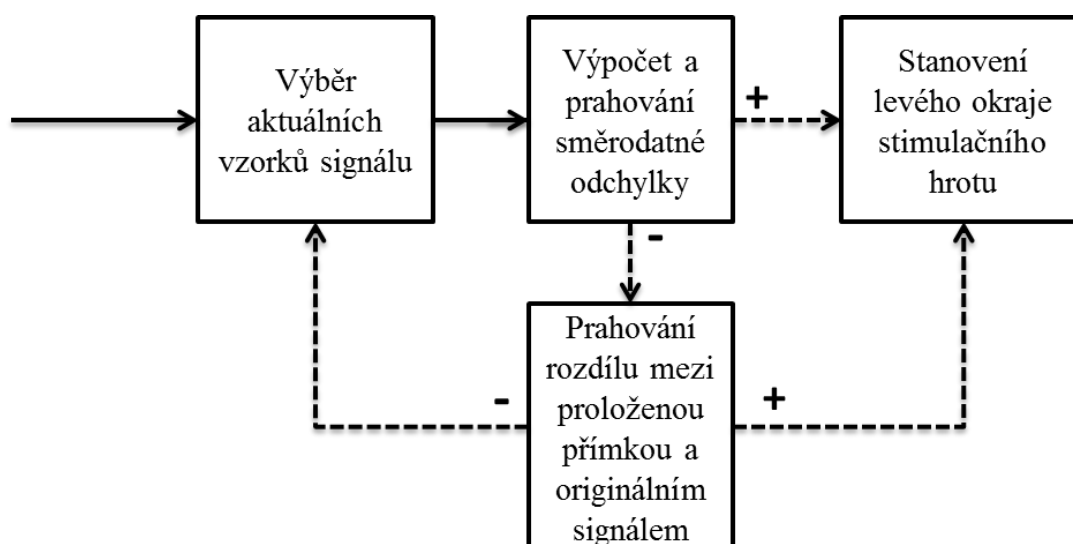 Výběr
aktuálních
vzorků signálu
Výpočet a
prahování
směrodatné
odchylky
+
Stanovení
levého okraje
stimulačního
hrotu
-
Prahování
rozdílu mezi
proloženou
přímkou a
originálním
signálem
-
+